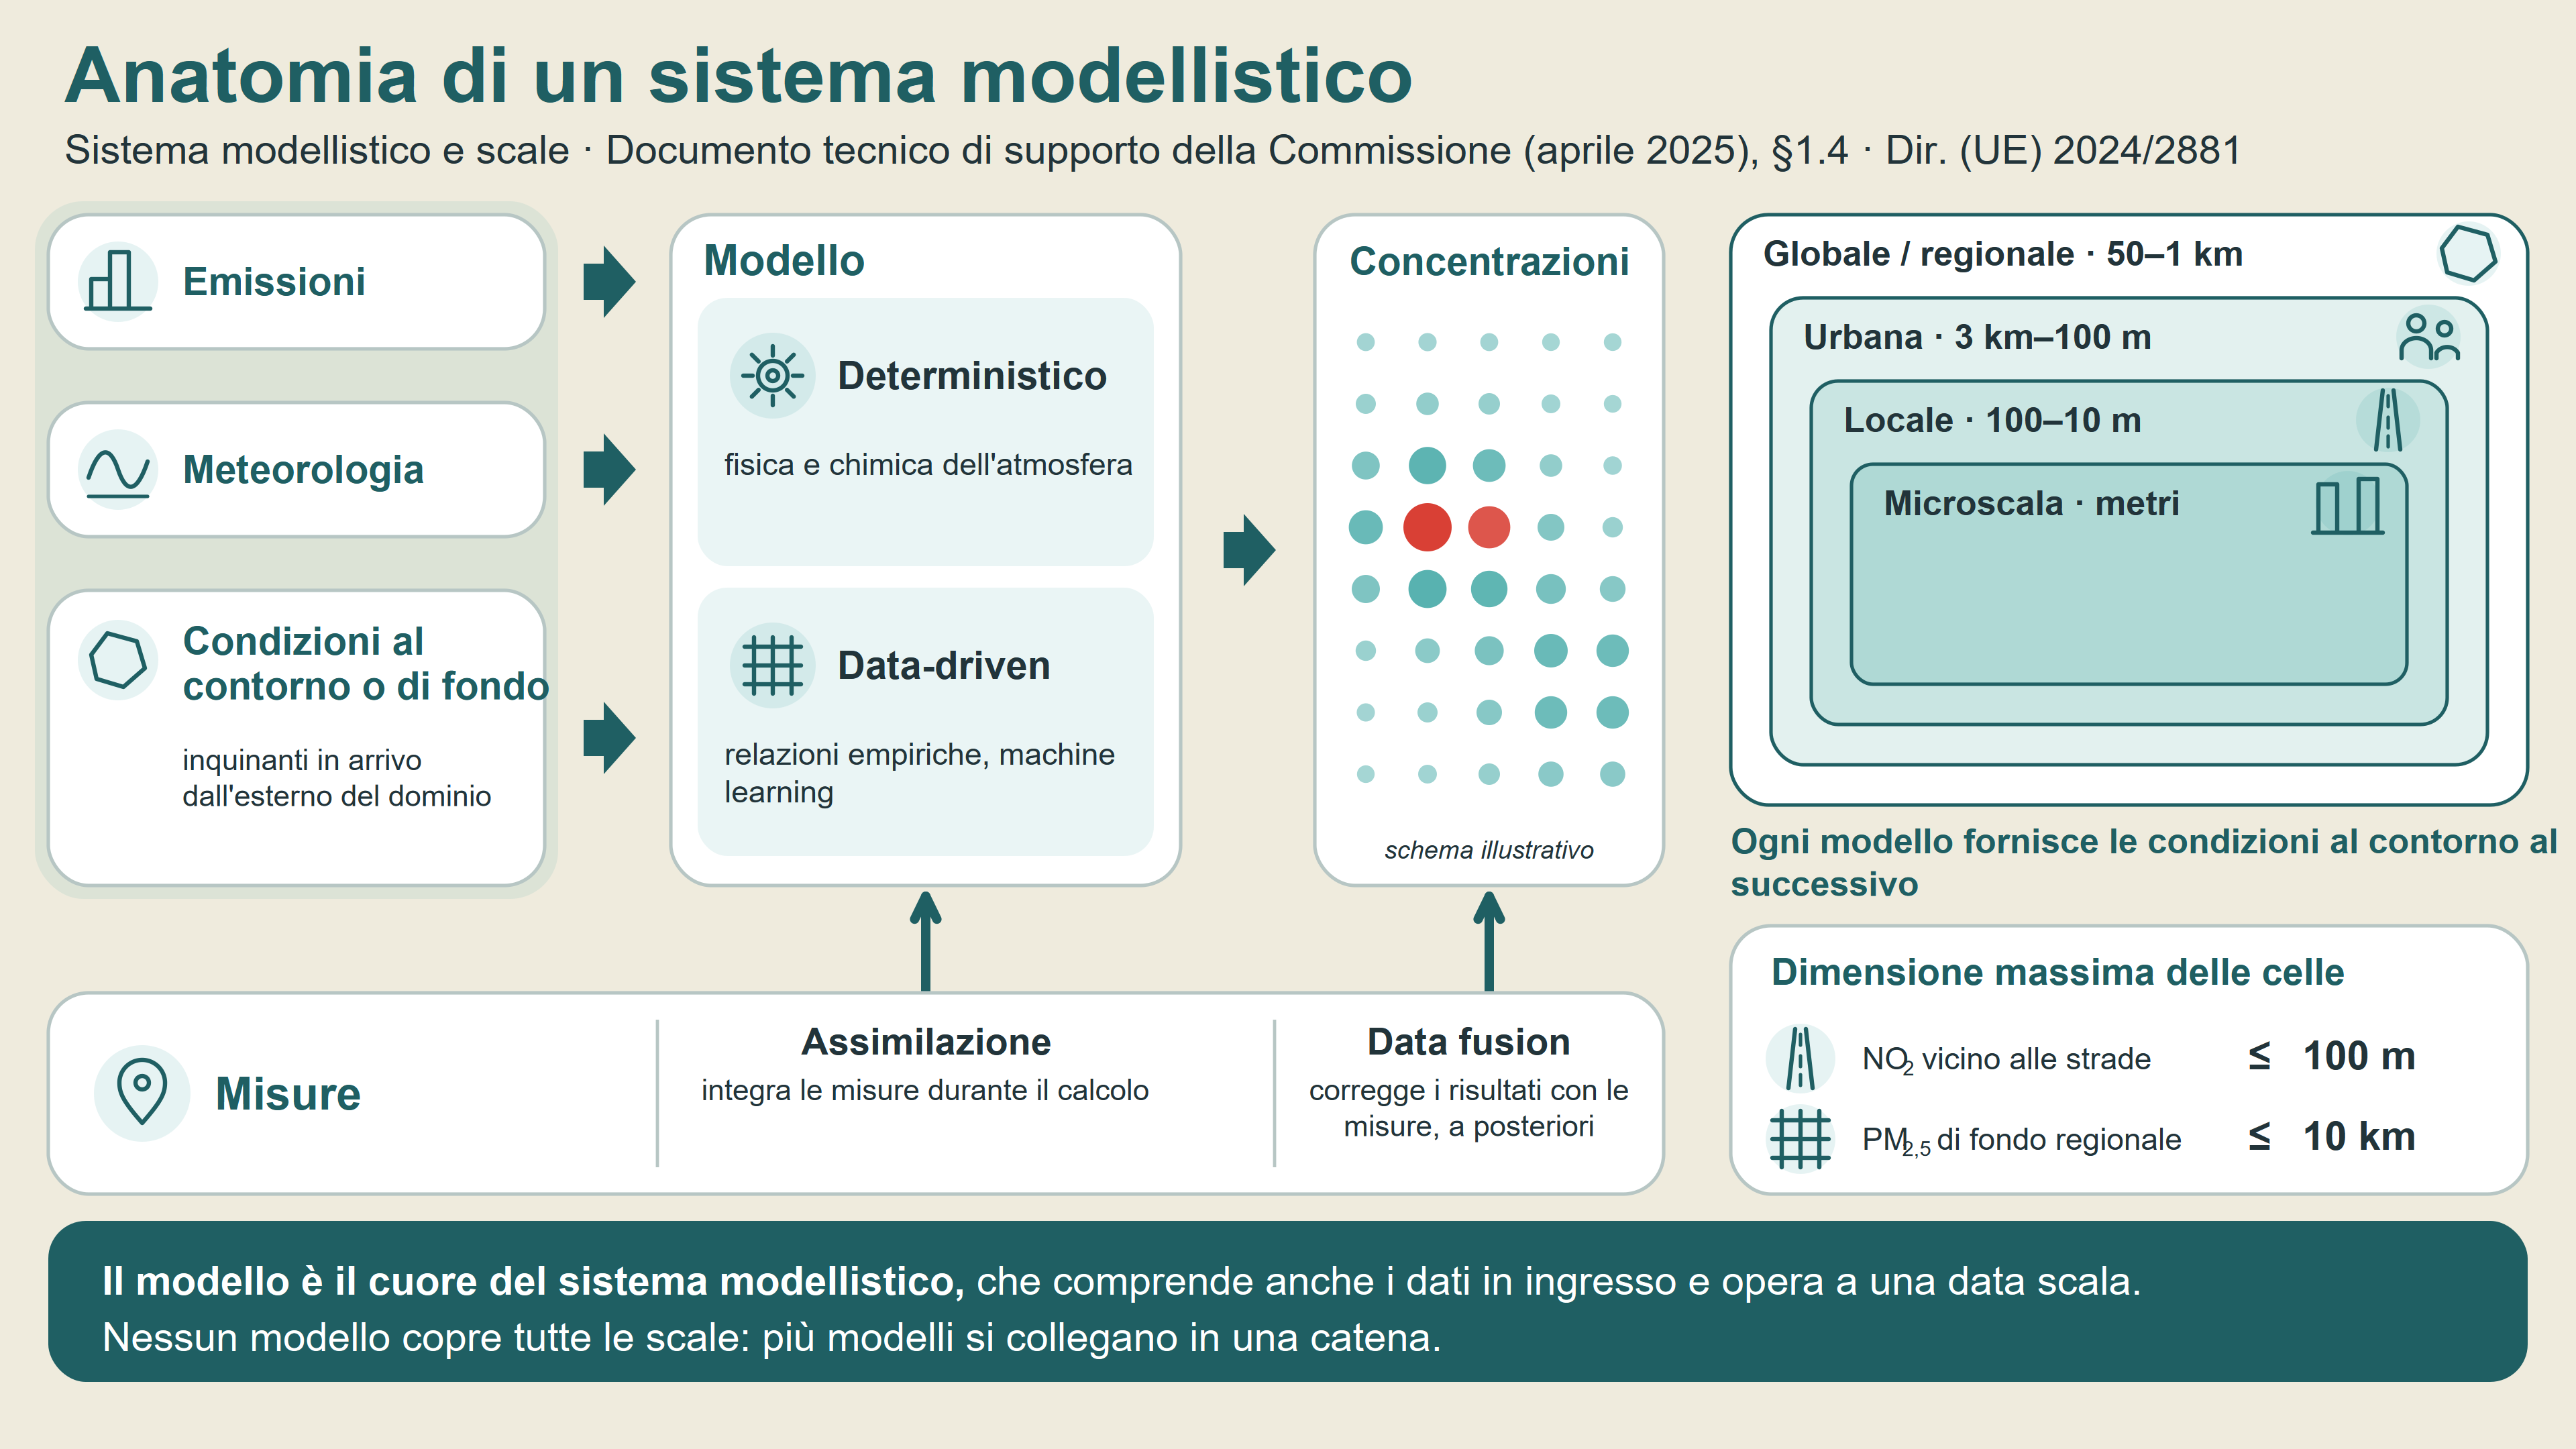 Anatomia di un sistema modellistico
Sistema modellistico e scale · Documento tecnico di supporto della Commissione (aprile 2025), §1.4 · Dir. (UE) 2024/2881
Emissioni
Meteorologia
Condizioni al
contorno o di fondo
inquinanti in arrivo
dall'esterno del dominio
Modello
Deterministico
fisica e chimica dell'atmosfera
Data-driven
relazioni empiriche, machine
learning
Concentrazioni
schema illustrativo
Globale / regionale · 50–1 km
Urbana · 3 km–100 m
Locale · 100–10 m
Microscala · metri
Ogni modello fornisce le condizioni al contorno al
successivo
Misure
Assimilazione
integra le misure durante il calcolo
Data fusion
corregge i risultati con le
misure, a posteriori
Dimensione massima delle celle
NO2 vicino alle strade ≤ 100 m
PM2,5 di fondo regionale ≤ 10 km
Il modello è il cuore del sistema modellistico, che comprende anche i dati in ingresso e opera a una data scala.
Nessun modello copre tutte le scale: più modelli si collegano in una catena.